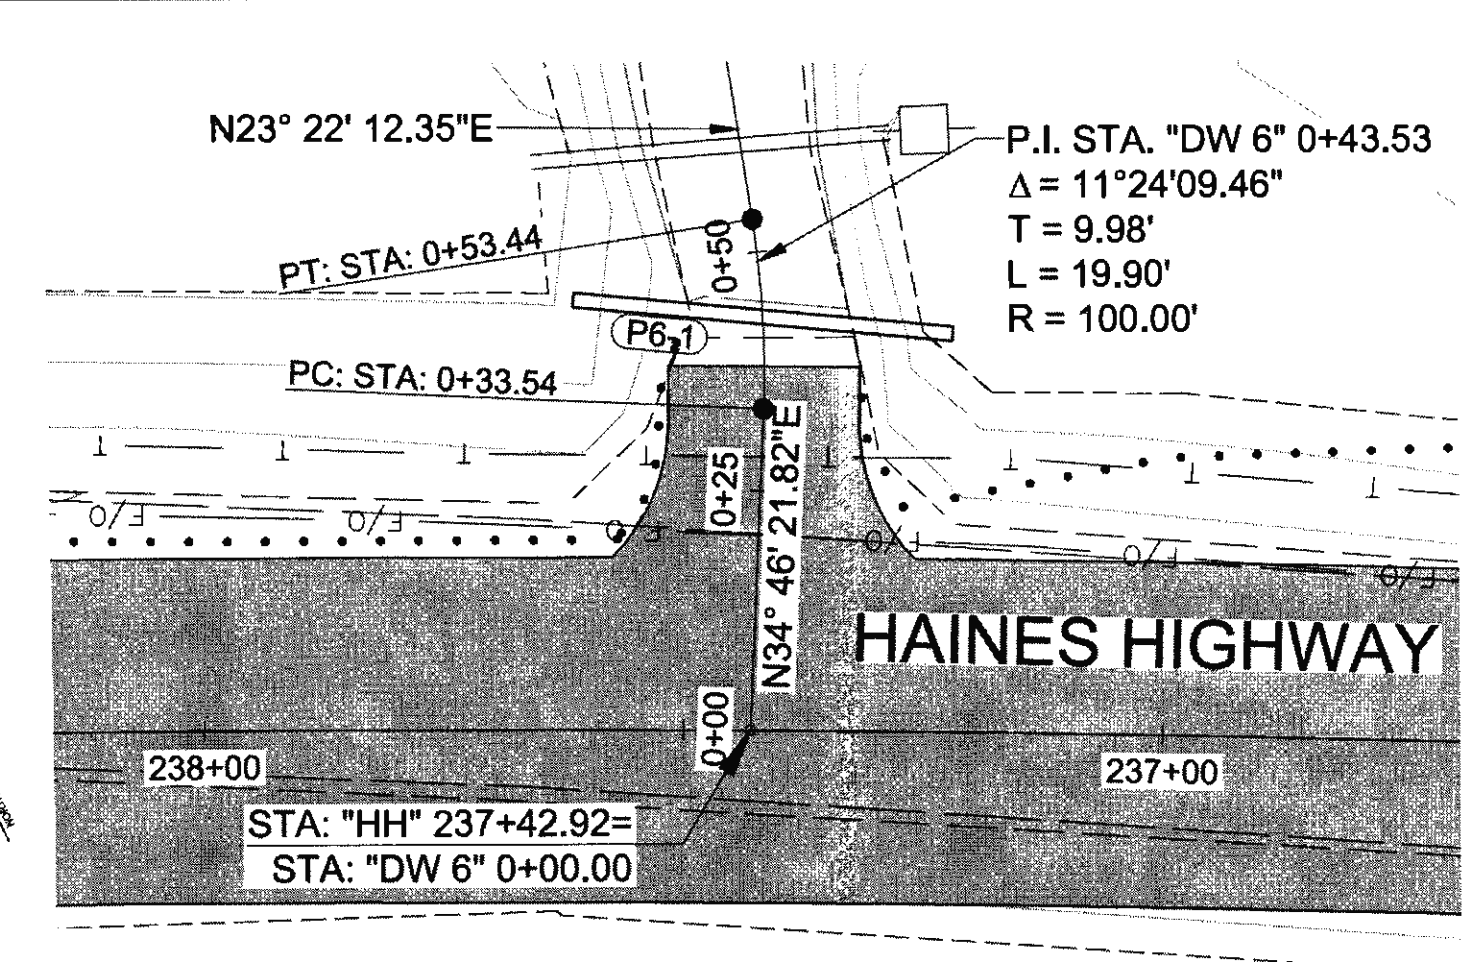 N23° 22' 12.35"E
P.I. STA. "DW 6" 0+43.53
Δ = 11°24'09.46"
T = 9.98'
L = 19.90'
R = 100.00'
PT: STA: 0+53.44
0+50
P6-1
PC: STA: 0+33.54
0+25
N34° 46' 21.82"E
T
T
T
T
T
T
T
T
F/O
F/O
F/O
F/O
F/O
F/O
HAINES HIGHWAY
0+00
238+00
237+00
STA: "HH" 237+42.92=
STA: "DW 6" 0+00.00